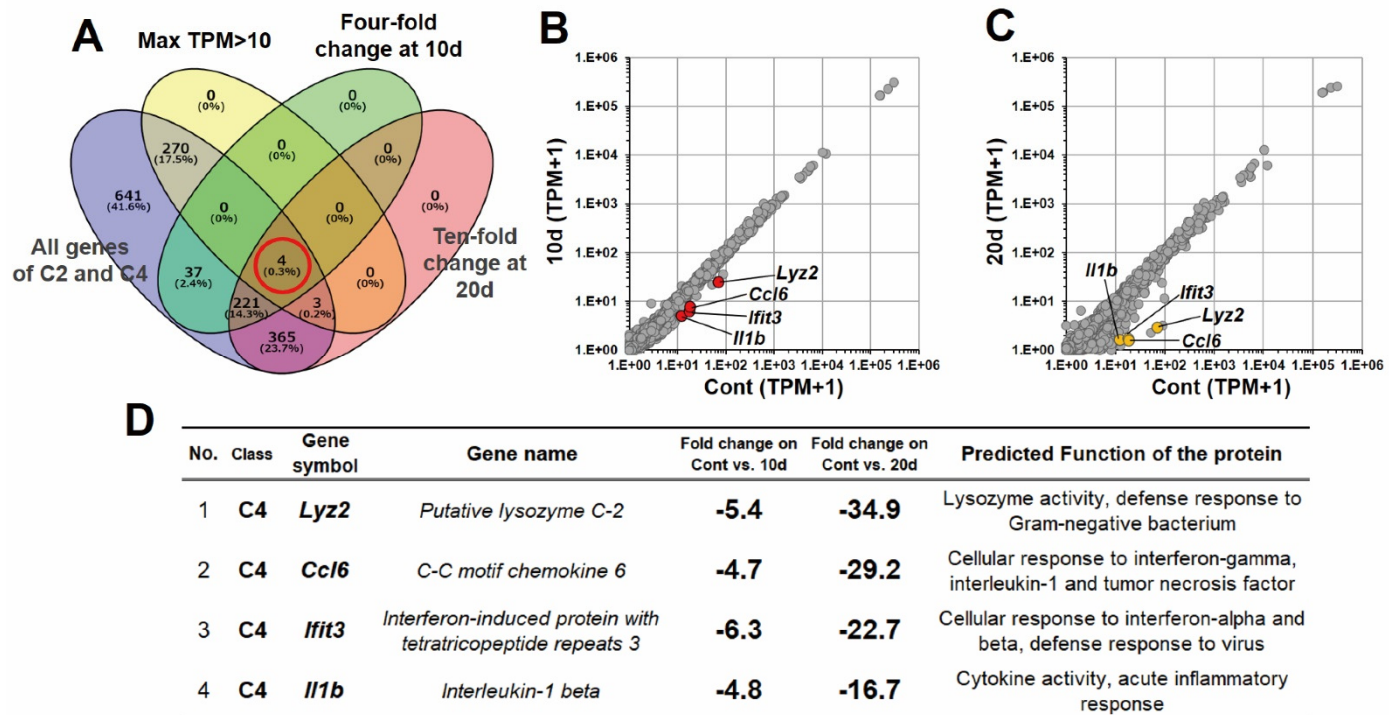 A
Max TPM>10
Four-fold
change at 10d
0
(0%)
0
(0%)
270
(17.5%)
0
(0%)
0
(0%)
641
(41.6%)
0
(0%)
0
(0%)
0
(0%)
All genes
of C2 and C4
Ten-fold
change at
20d
37
(2.4%)
4
(0.3%)
0
(0%)
221
(14.3%)
3
(0.2%)
365
(23.7%)
B
10d (TPM+1)
1.E+06
1.E+05
1.E+04
1.E+03
1.E+02
1.E+01
1.E+00
Lyz2
Ccl6
Ifit3
Il1b
1.E+00 1.E+01 1.E+02 1.E+03 1.E+04 1.E+05 1.E+06
Cont (TPM+1)
C
20d (TPM+1)
1.E+06
1.E+05
1.E+04
1.E+03
1.E+02
1.E+01
1.E+00
Il1b
Ifit3
Lyz2
Ccl6
1.E+00 1.E+01 1.E+02 1.E+03 1.E+04 1.E+05 1.E+06
Cont (TPM+1)
D
No. Class Gene symbol Gene name Fold change on Cont vs. 10d Fold change on Cont vs. 20d Predicted Function of the protein
1 C4 Lyz2 Putative lysozyme C-2 -5.4 -34.9 Lysozyme activity, defense response to
Gram-negative bacterium
2 C4 Ccl6 C-C motif chemokine 6 -4.7 -29.2 Cellular response to interferon-gamma,
interleukin-1 and tumor necrosis factor
3 C4 Ifit3 Interferon-induced protein with
tetratricopeptide repeats 3 -6.3 -22.7 Cellular response to interferon-alpha and
beta, defense response to virus
4 C4 Il1b Interleukin-1 beta -4.8 -16.7 Cytokine activity, acute inflammatory
response